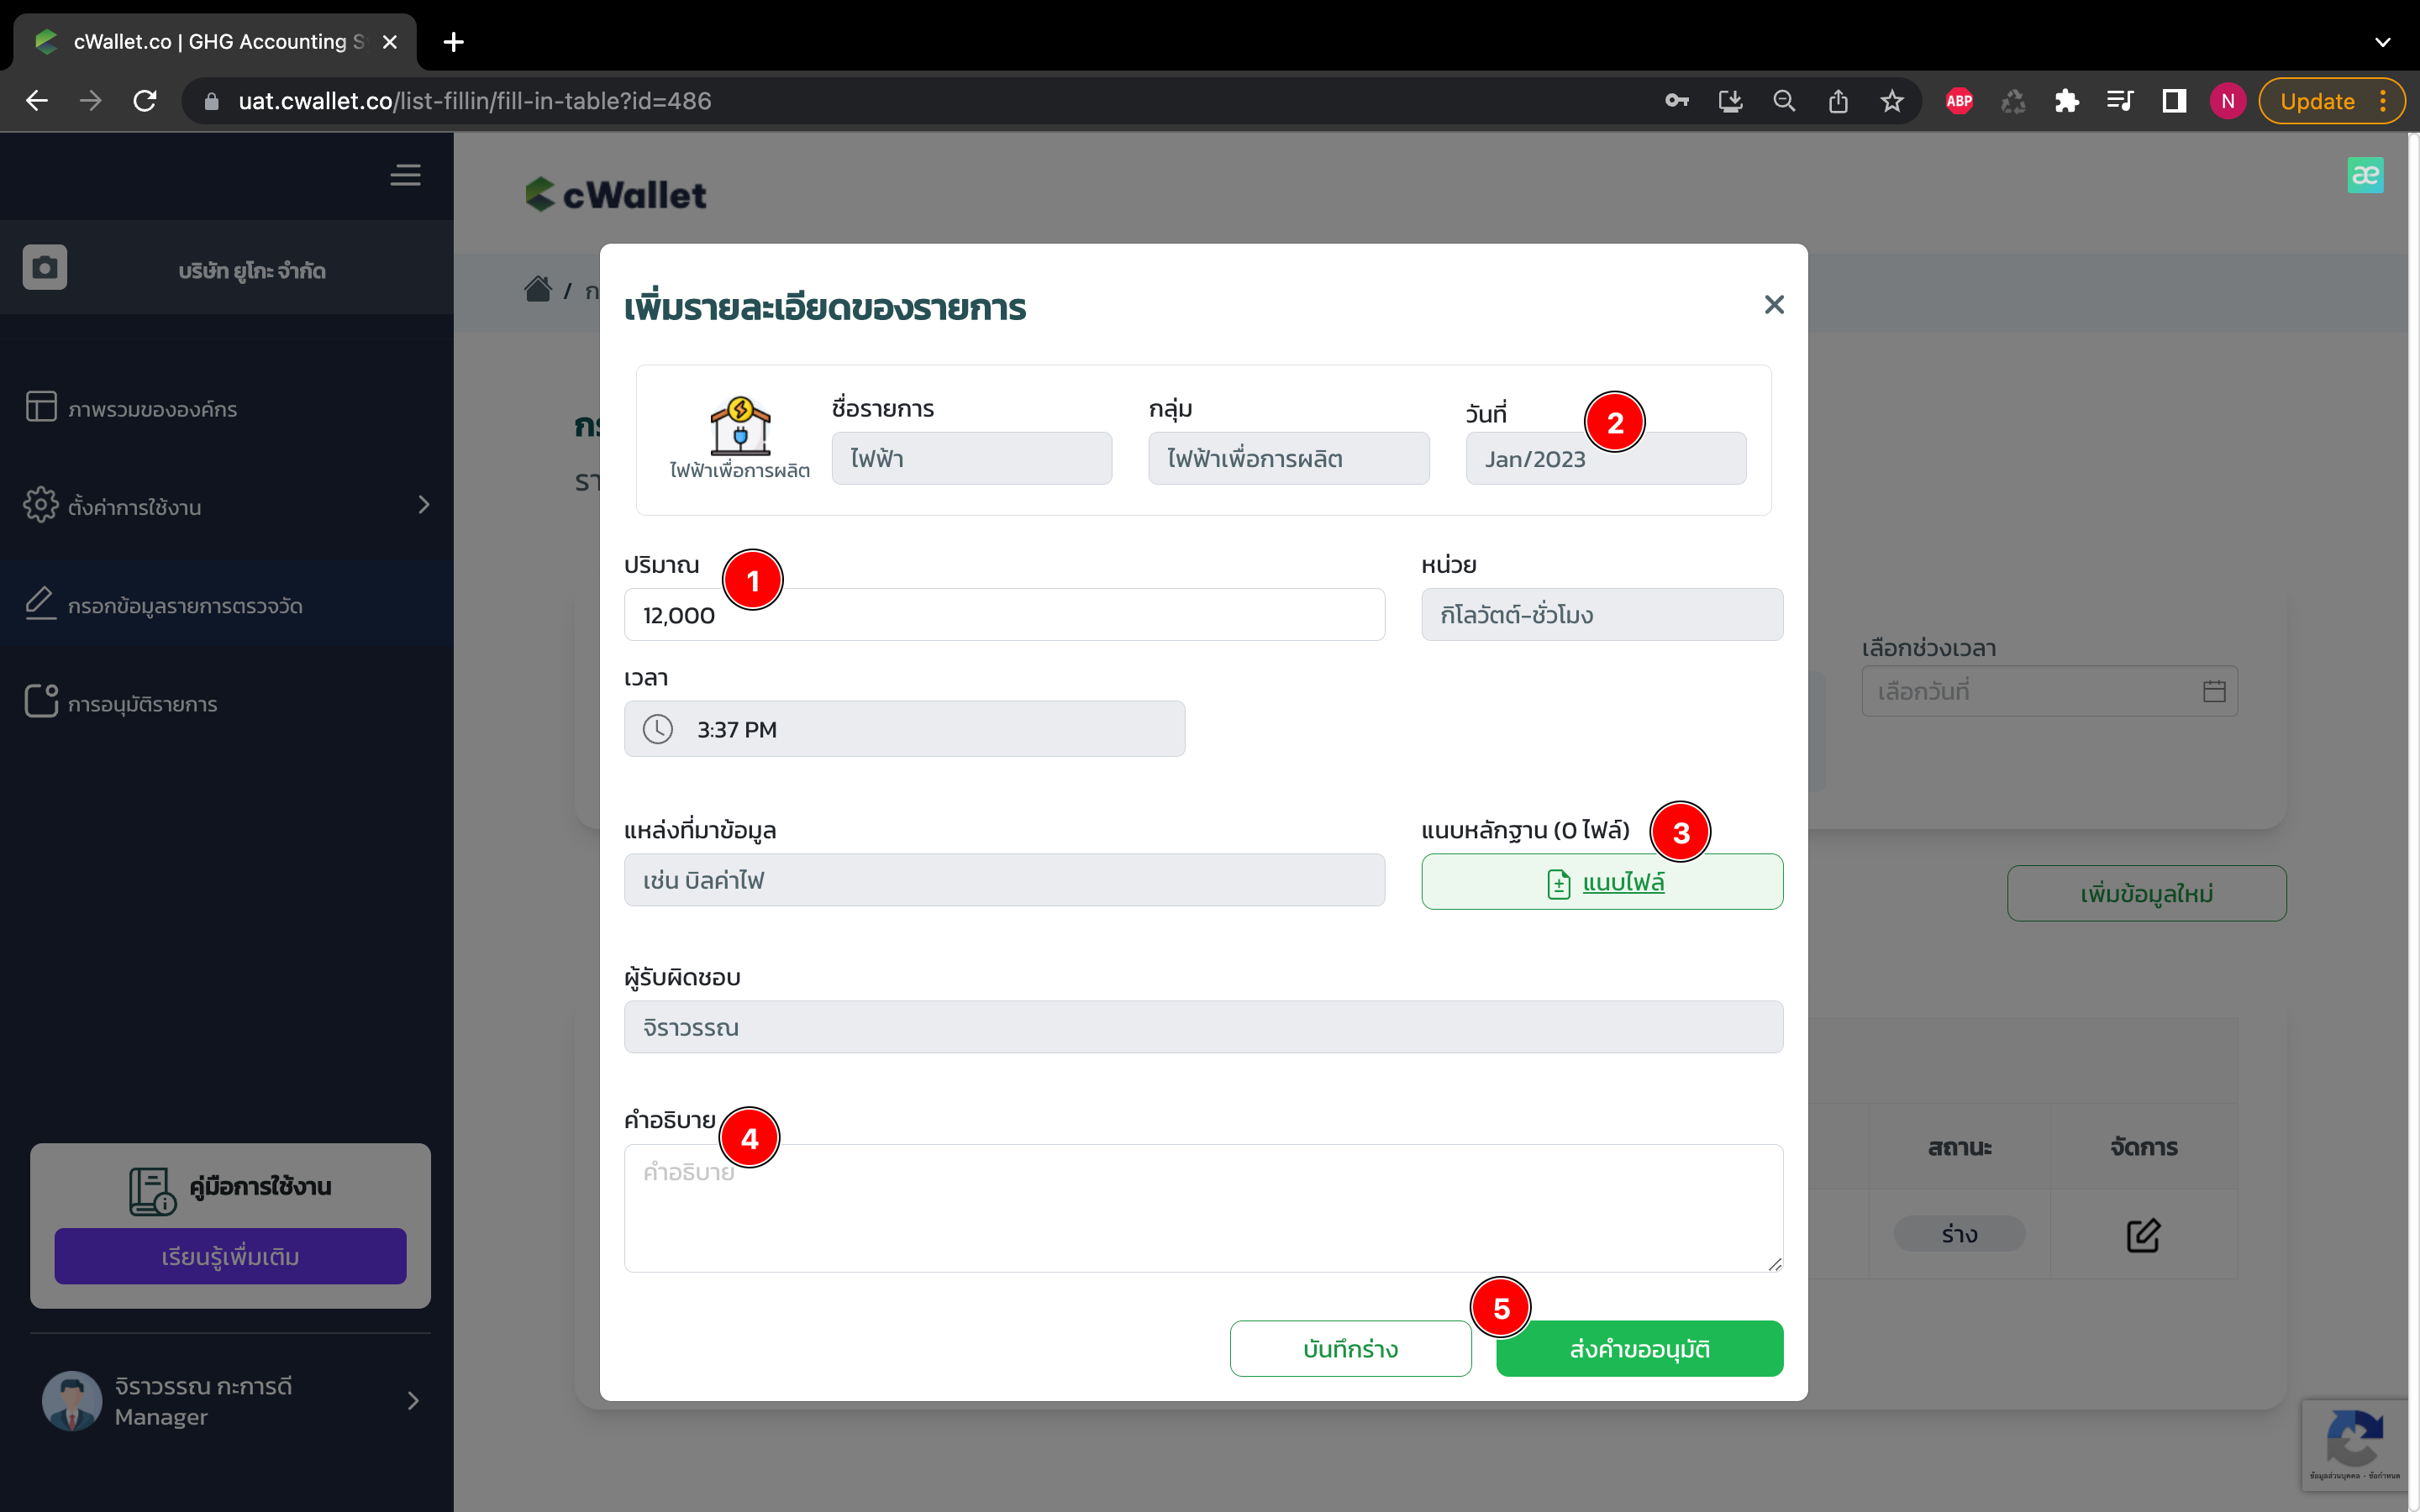 cWallet.co | GHG Accounting S
uat.cwallet.co/list-fillin/fill-in-table?id=486
ABP
N
Update
cWallet
æ
บริษัท ยูโกะ จำกัด
ภาพรวมขององค์กร
ตั้งค่าการใช้งาน
กรอกข้อมูลรายการตรวจวัด
การอนุมัติรายการ
คู่มือการใช้งาน
เรียนรู้เพิ่มเติม
จิราวรรณ กะการดี
Manager
/ ก
กร
รา
เพิ่มรายละเอียดของรายการ
ไฟฟ้าเพื่อการผลิต
ชื่อรายการ
ไฟฟ้า
กลุ่ม
ไฟฟ้าเพื่อการผลิต
วันที่
2
Jan/2023
ปริมาณ
1
12,000
หน่วย
กิโลวัตต์-ชั่วโมง
เวลา
3:37 PM
แหล่งที่มาข้อมูล
เช่น บิลค่าไฟ
แนบหลักฐาน (0 ไฟล์)
3
แนบไฟล์
ผู้รับผิดชอบ
จิราวรรณ
คำอธิบาย
4
คำอธิบาย
5
บันทึกร่าง
ส่งคำขออนุมัติ
เลือกช่วงเวลา
เลือกวันที่
เพิ่มข้อมูลใหม่
สถานะ
จัดการ
ร่าง
ข้อมูลส่วนบุคคล - ข้อกำหนด